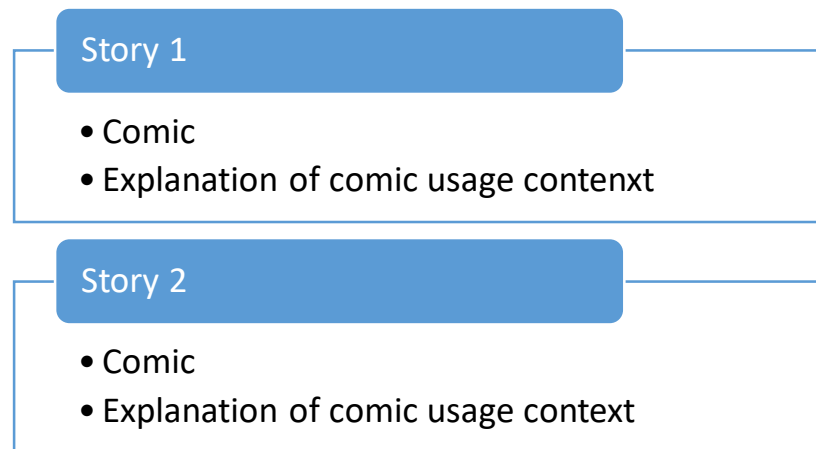 Story 1
• Comic
• Explanation of comic usage contenxt
Story 2
• Comic
• Explanation of comic usage context